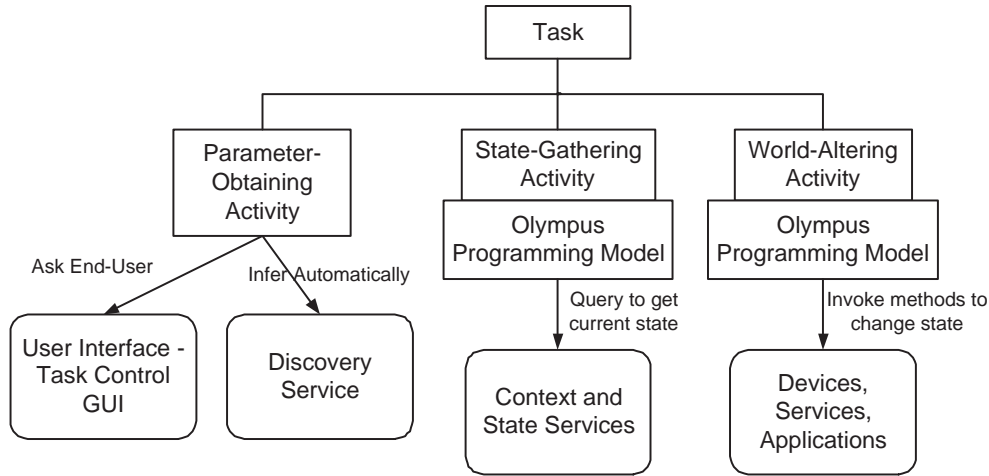 Task
Parameter-
Obtaining
Activity
State-Gathering
Activity
World-Altering
Activity
Olympus
Programming Model
Olympus
Programming Model
Ask End-User
Infer Automatically
Query to get
current state
Invoke methods to
change state
User Interface -
Task Control
GUI
Discovery
Service
Context and
State Services
Devices,
Services,
Applications